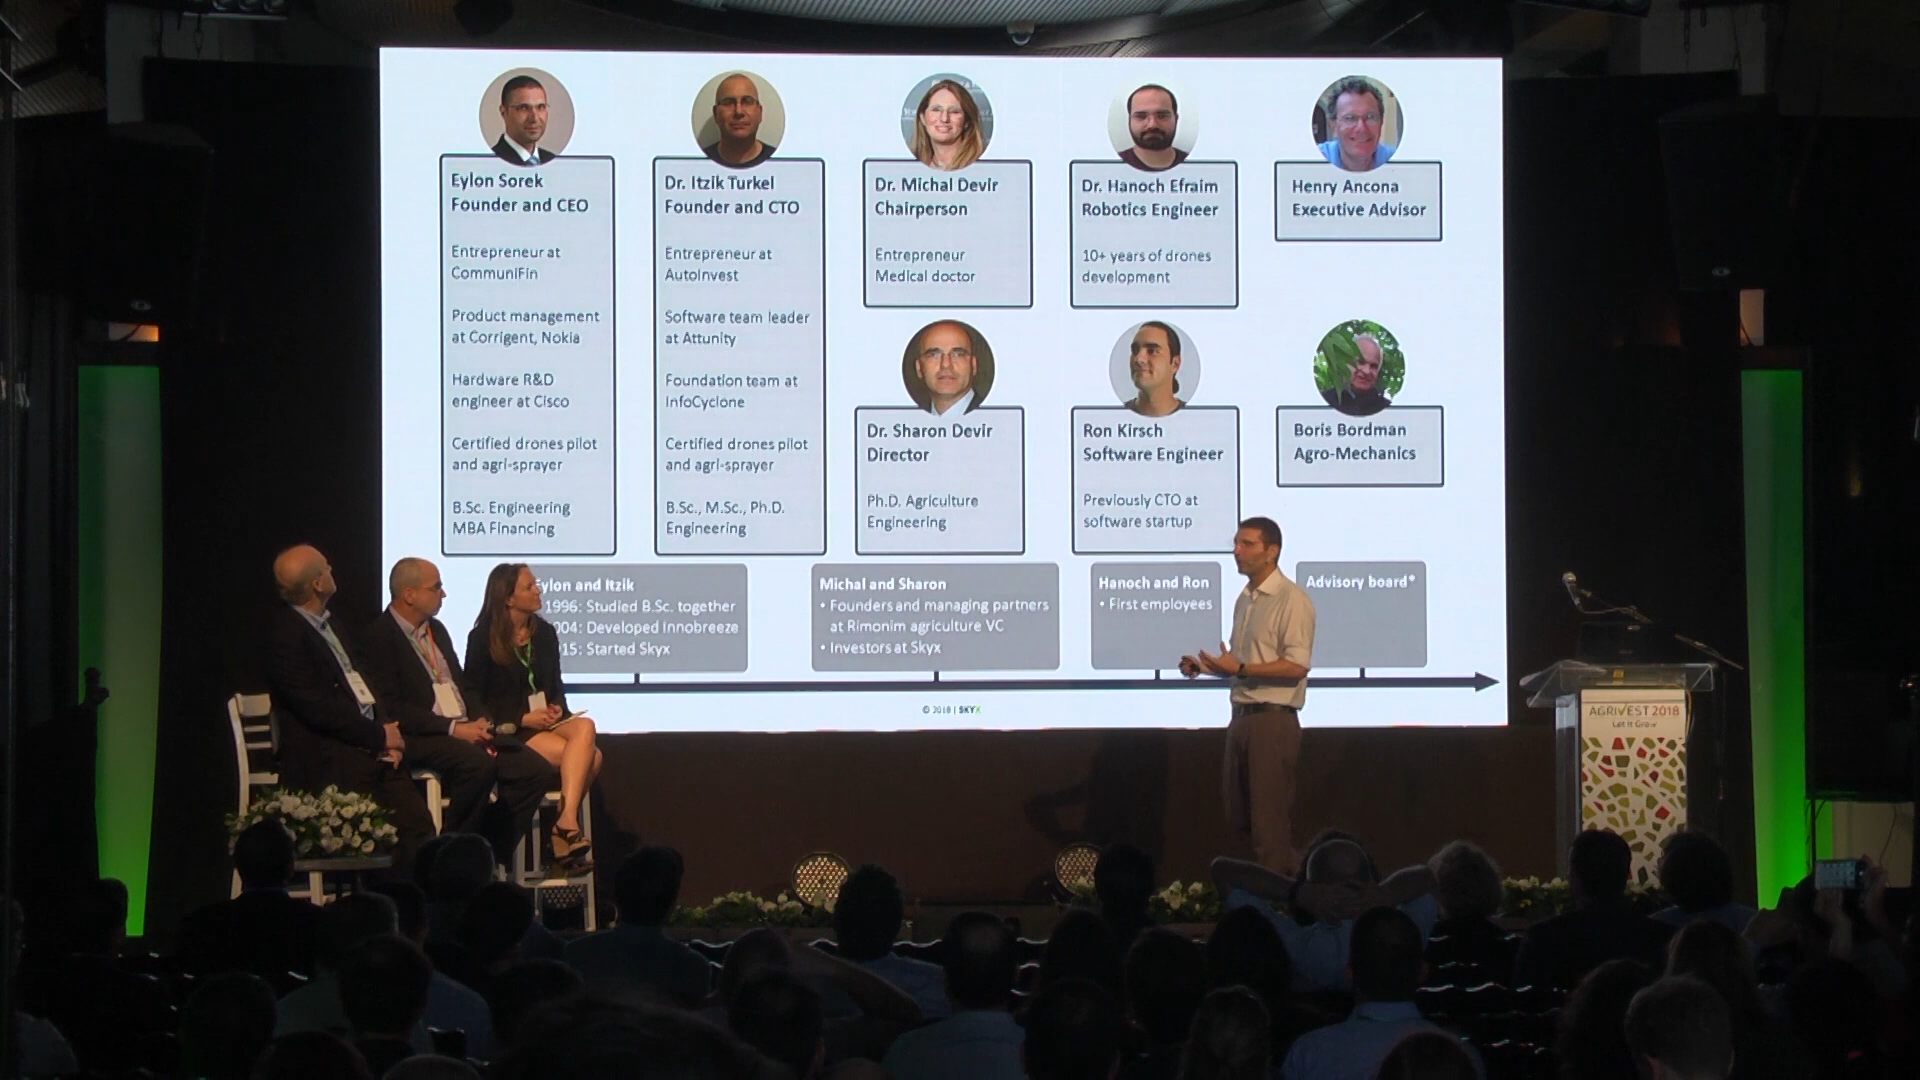 Eylon Sorek
Founder and CEO
Entrepreneur at
CommuniFin
Product management
at Corrigent, Nokia
Hardware R&D
engineer at Cisco
Certified drones pilot
and agri-sprayer
B.Sc. Engineering
MBA Financing
Dr. Itzik Turkel
Founder and CTO
Entrepreneur at
AutoInvest
Software team leader
at Attunity
Foundation team at
InfoCyclone
Certified drones pilot
and agri-sprayer
B.Sc., M.Sc., Ph.D.
Engineering
Dr. Michal Devir
Chairperson
Entrepreneur
Medical doctor
Dr. Sharon Devir
Director
Ph.D. Agriculture
Engineering
Dr. Hanoch Efraim
Robotics Engineer
10+ years of drones
development
Ron Kirsch
Software Engineer
Previously CTO at
software startup
Henry Ancona
Executive Advisor
Boris Bordman
Agro-Mechanics
Eylon and Itzik
1996: Studied B.Sc. together
004: Developed Innobreeze
15: Started Skyx
Michal and Sharon
• Founders and managing partners
at Rimonim agriculture VC
• Investors at Skyx
Hanoch and Ron
• First employees
Advisory board*
© 2018 | SKYX
AGRIVEST 2018
Let It Grow